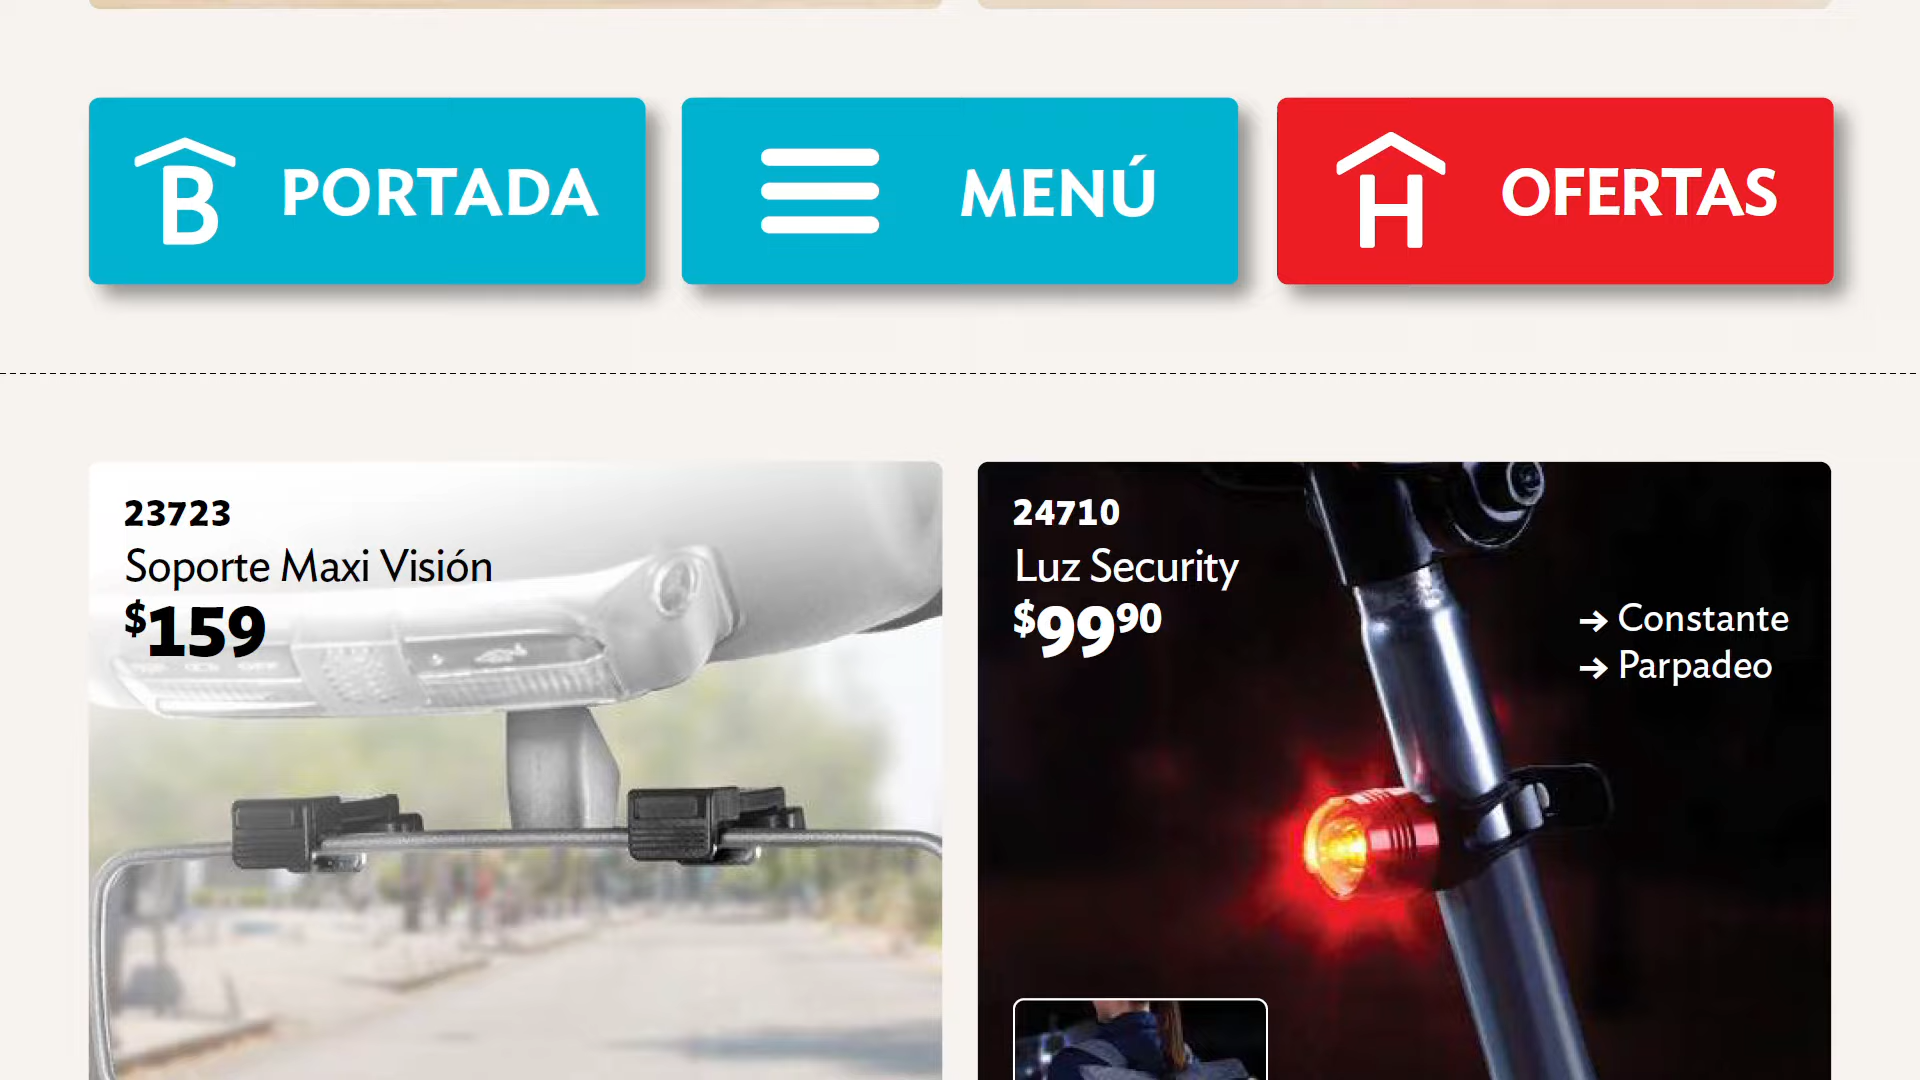 B PORTADA
MENÚ
H OFERTAS
23723
Soporte Maxi Visión
$159
24710
Luz Security
$9990
→ Constante
→ Parpadeo